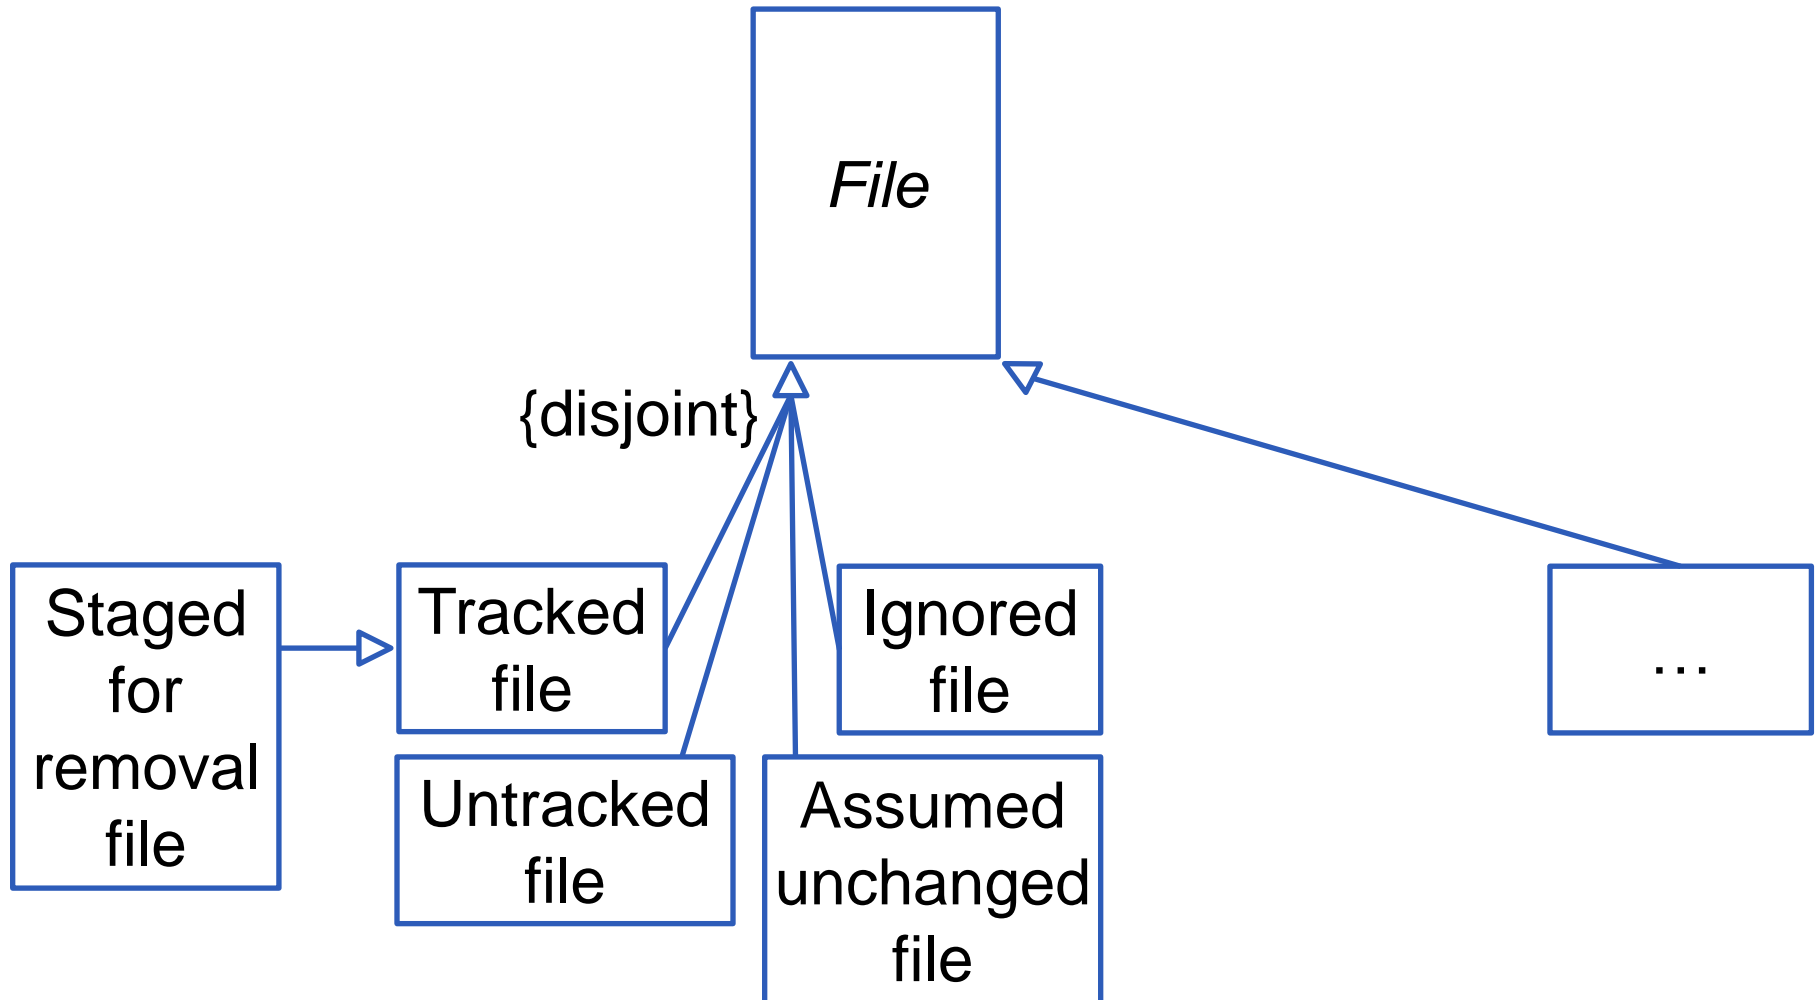 File
{disjoint}
Staged
for
removal
file
Tracked
file
Ignored
file
…
Untracked
file
Assumed
unchanged
file